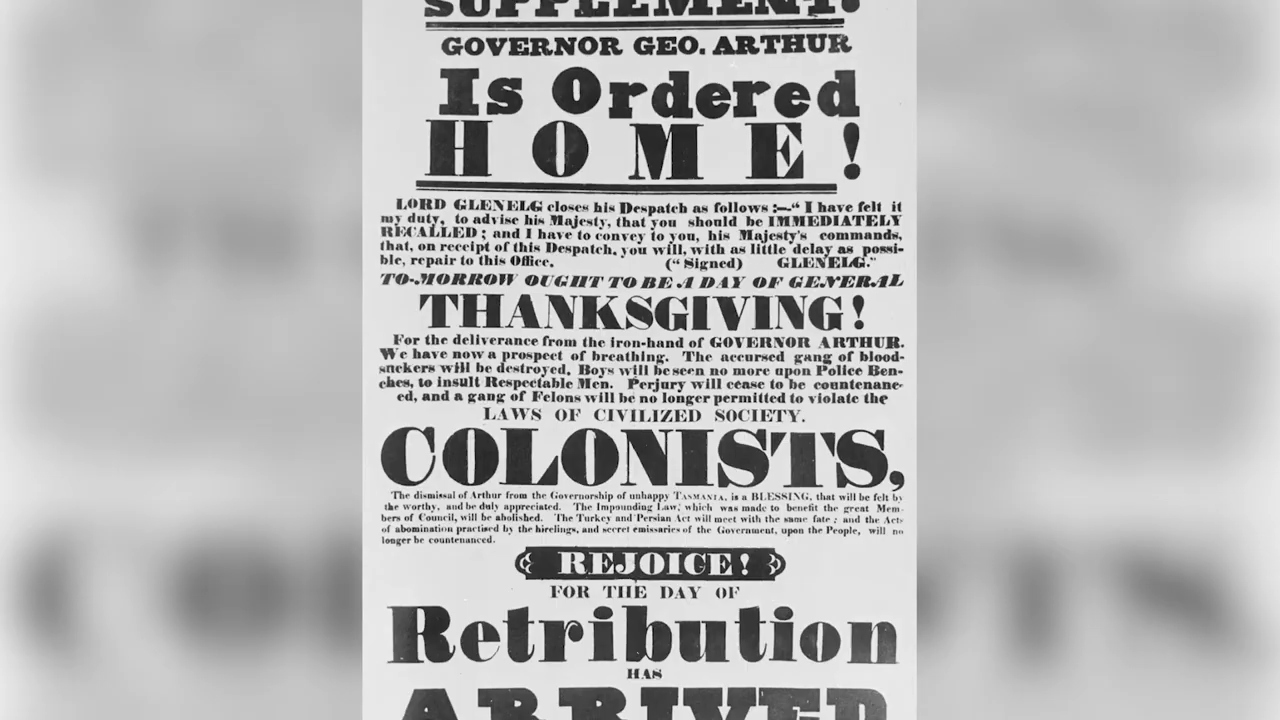 SUPPLEMENT!
GOVERNOR GEO. ARTHUR
Is Ordered
HOME!
LORD GLENELG closes his Despatch as follows :—"I have felt it
my duty, to advise his Majesty, that you should be IMMEDIATELY
RECALLED; and I have to convey to you, his Majesty's commands,
that, on receipt of this Despatch, you will, with as little delay as possi-
ble, repair to this Office. ("Signed) GLENELG."
TO-MORROW OUGHT TO BE A DAY OF GENERAL
THANKSGIVING!
For the deliverance from the iron-hand of GOVERNOR ARTHUR.
We have now a prospect of breathing. The accursed gang of blood-
suckers will be destroyed. Boys will be seen no more upon Police Ben-
ches, to insult Respectable Men. Perjury will cease to be countenanc-
ed, and a gang of Felons will be no longer permitted to violate the
LAWS OF CIVILIZED SOCIETY.
COLONISTS,
The dismissal of Arthur from the Governorship of unhappy TASMANIA, is a BLESSING, that will be felt by
the worthy, and be duly appreciated. The Impounding Law, which was made to benefit the great Mem-
bers of Council, will be abolished. The Turkey and Persian Act will meet with the same fate; and the Acts
of abomination practised by the hirelings, and secret emissaries of the Government, upon the People, will no
longer be countenanced.
REJOICE!
FOR THE DAY OF
Retribution
HAS
ARRIVED